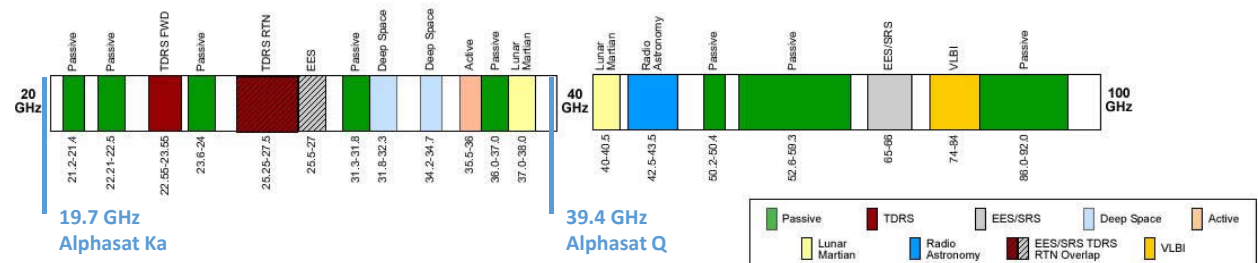 Passive
Passive
TDRS FWD
Passive
TDRS RTN
EES
Passive
Deep Space
Deep Space
Active
Passive
Lunar
Martian
Lunar
Martian
Radio
Astronomy
Passive
Passive
EES/SRS
VLBI
Passive
20
GHz
40
GHz
100
GHz
21.2-21.4
22.21-22.5
22.55-23.55
23.6-24
25.25-27.5
25.5-27
31.3-31.8
31.8-32.3
34.2-34.7
35.5-36
36.0-37.0
37.0-38.0
40-40.5
42.5-43.5
50.2-50.4
52.6-59.3
65-66
74-84
86.0-92.0
19.7 GHz
Alphasat Ka
39.4 GHz
Alphasat Q
Passive
TDRS
EES/SRS
Deep Space
Active
Lunar
Martian
Radio
Astronomy
EES/SRS TDRS
RTN Overlap
VLBI